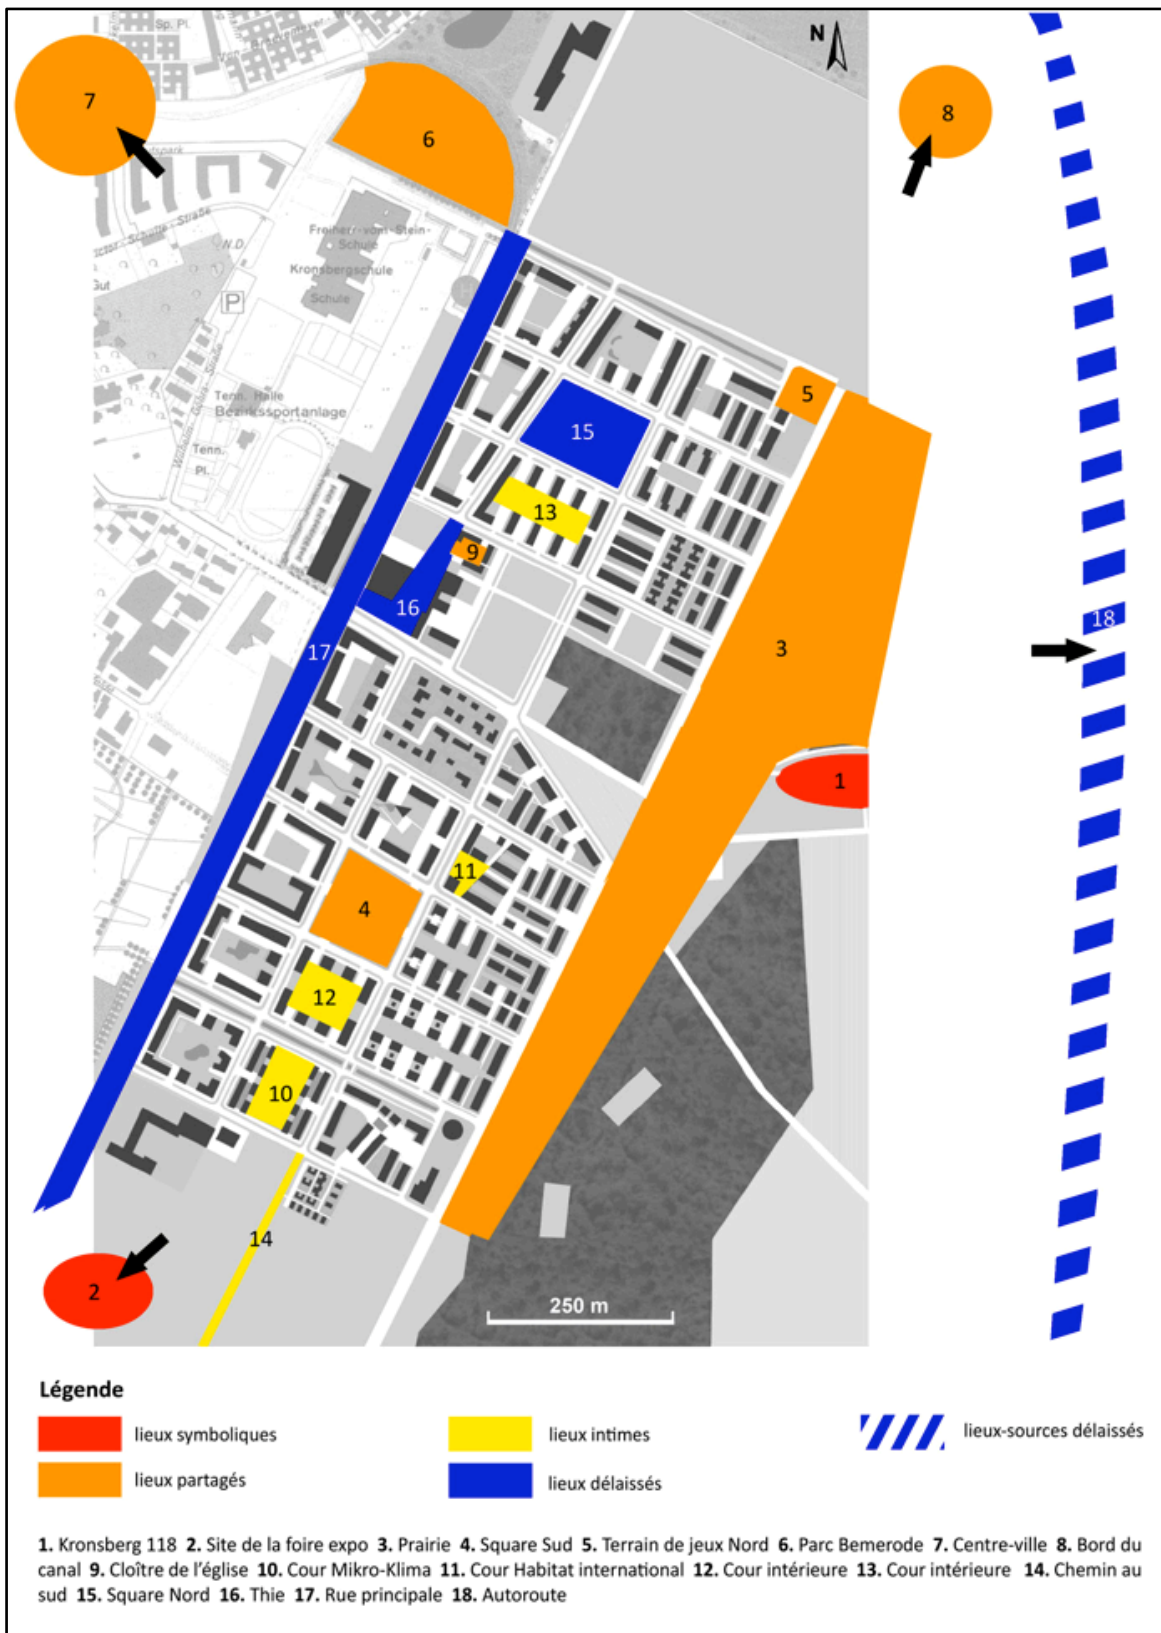 Sp. Pl.
N
7
8
6
Park
Freiherr-vom-Stein-
Schule
N.D.
Kronsbergschule
Gut
P
Schule
H
5
Tenn. Halle
Bezirkssportanlage
15
Tenn.
Pl.
13
9
16
18
17
3
1
11
4
12
10
14
2
250 m
Légende
lieux symboliques
lieux intimes
lieux-sources délaissés
lieux partagés
lieux délaissés
1. Kronsberg 118 2. Site de la foire expo 3. Prairie 4. Square Sud 5. Terrain de jeux Nord 6. Parc Bemerode 7. Centre-ville 8. Bord du
canal 9. Cloître de l'église 10. Cour Mikro-Klima 11. Cour Habitat international 12. Cour intérieure 13. Cour intérieure 14. Chemin au
sud 15. Square Nord 16. Thie 17. Rue principale 18. Autoroute